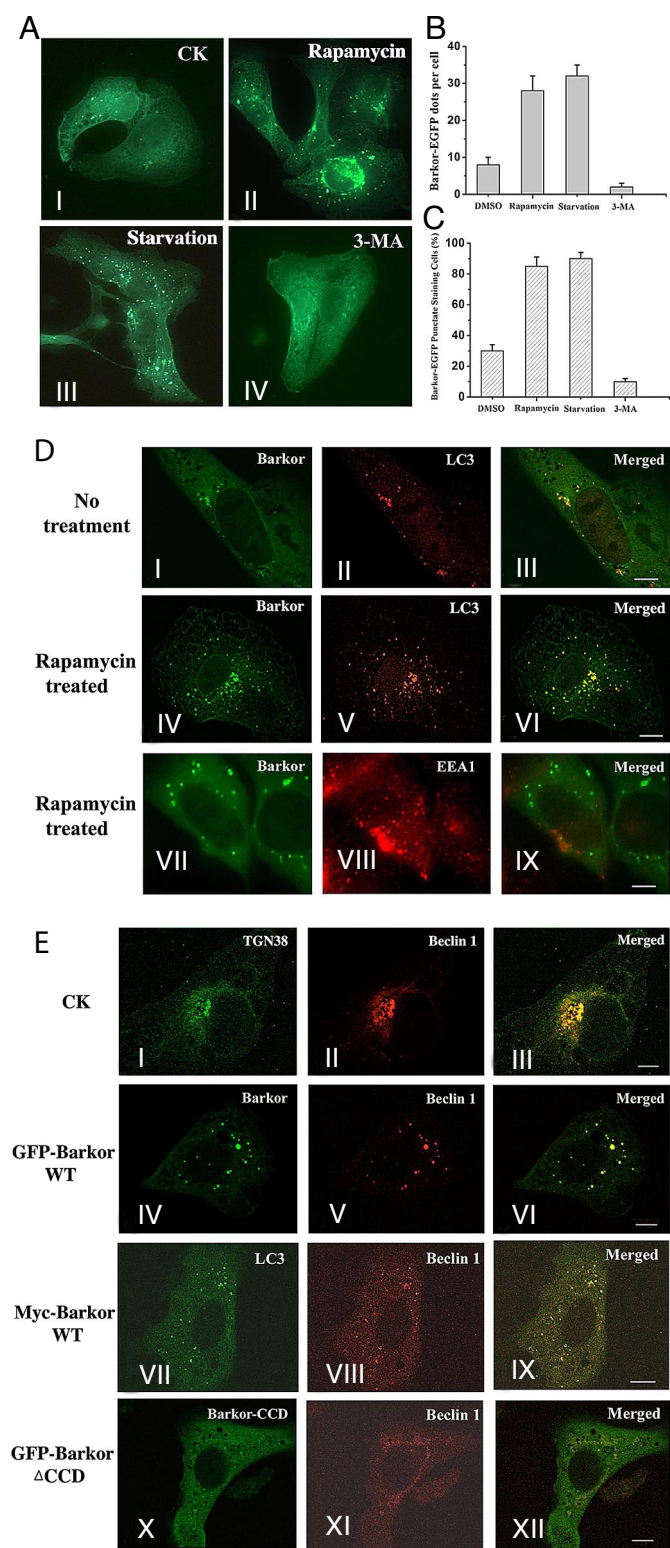 A
CK
Rapamycin
I
II
Starvation
3-MA
III
IV
B
Barkor-EGFP dots per cell
40
30
20
10
0
DMSO
Rapamycin
Starvation
3-MA
C
Barkor-EGFP Punctate Staining Cells (%)
100
80
60
40
20
0
DMSO
Rapamycin
Starvation
3-MA
D
No
treatment
Barkor
LC3
Merged
I
II
III
Rapamycin
treated
Barkor
LC3
Merged
IV
V
VI
Rapamycin
treated
Barkor
EEA1
Merged
VII
VIII
IX
E
CK
TGN38
Beclin 1
Merged
I
II
III
GFP-Barkor
WT
Barkor
Beclin 1
Merged
IV
V
VI
Myc-Barkor
WT
LC3
Beclin 1
Merged
VII
VIII
IX
GFP-Barkor
△CCD
Barkor-CCD
Beclin 1
Merged
X
XI
XII